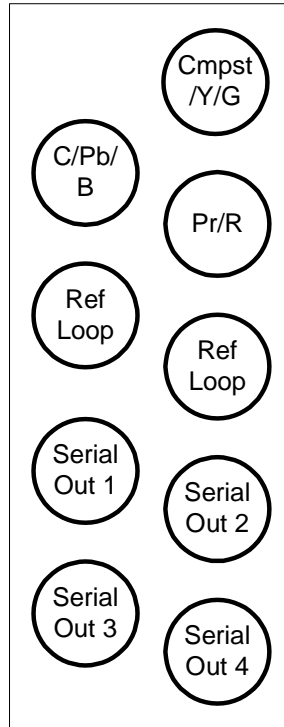 Cmpst
/Y/G
C/Pb/
B
Pr/R
Ref
Loop
Ref
Loop
Serial
Out 1
Serial
Out 2
Serial
Out 3
Serial
Out 4